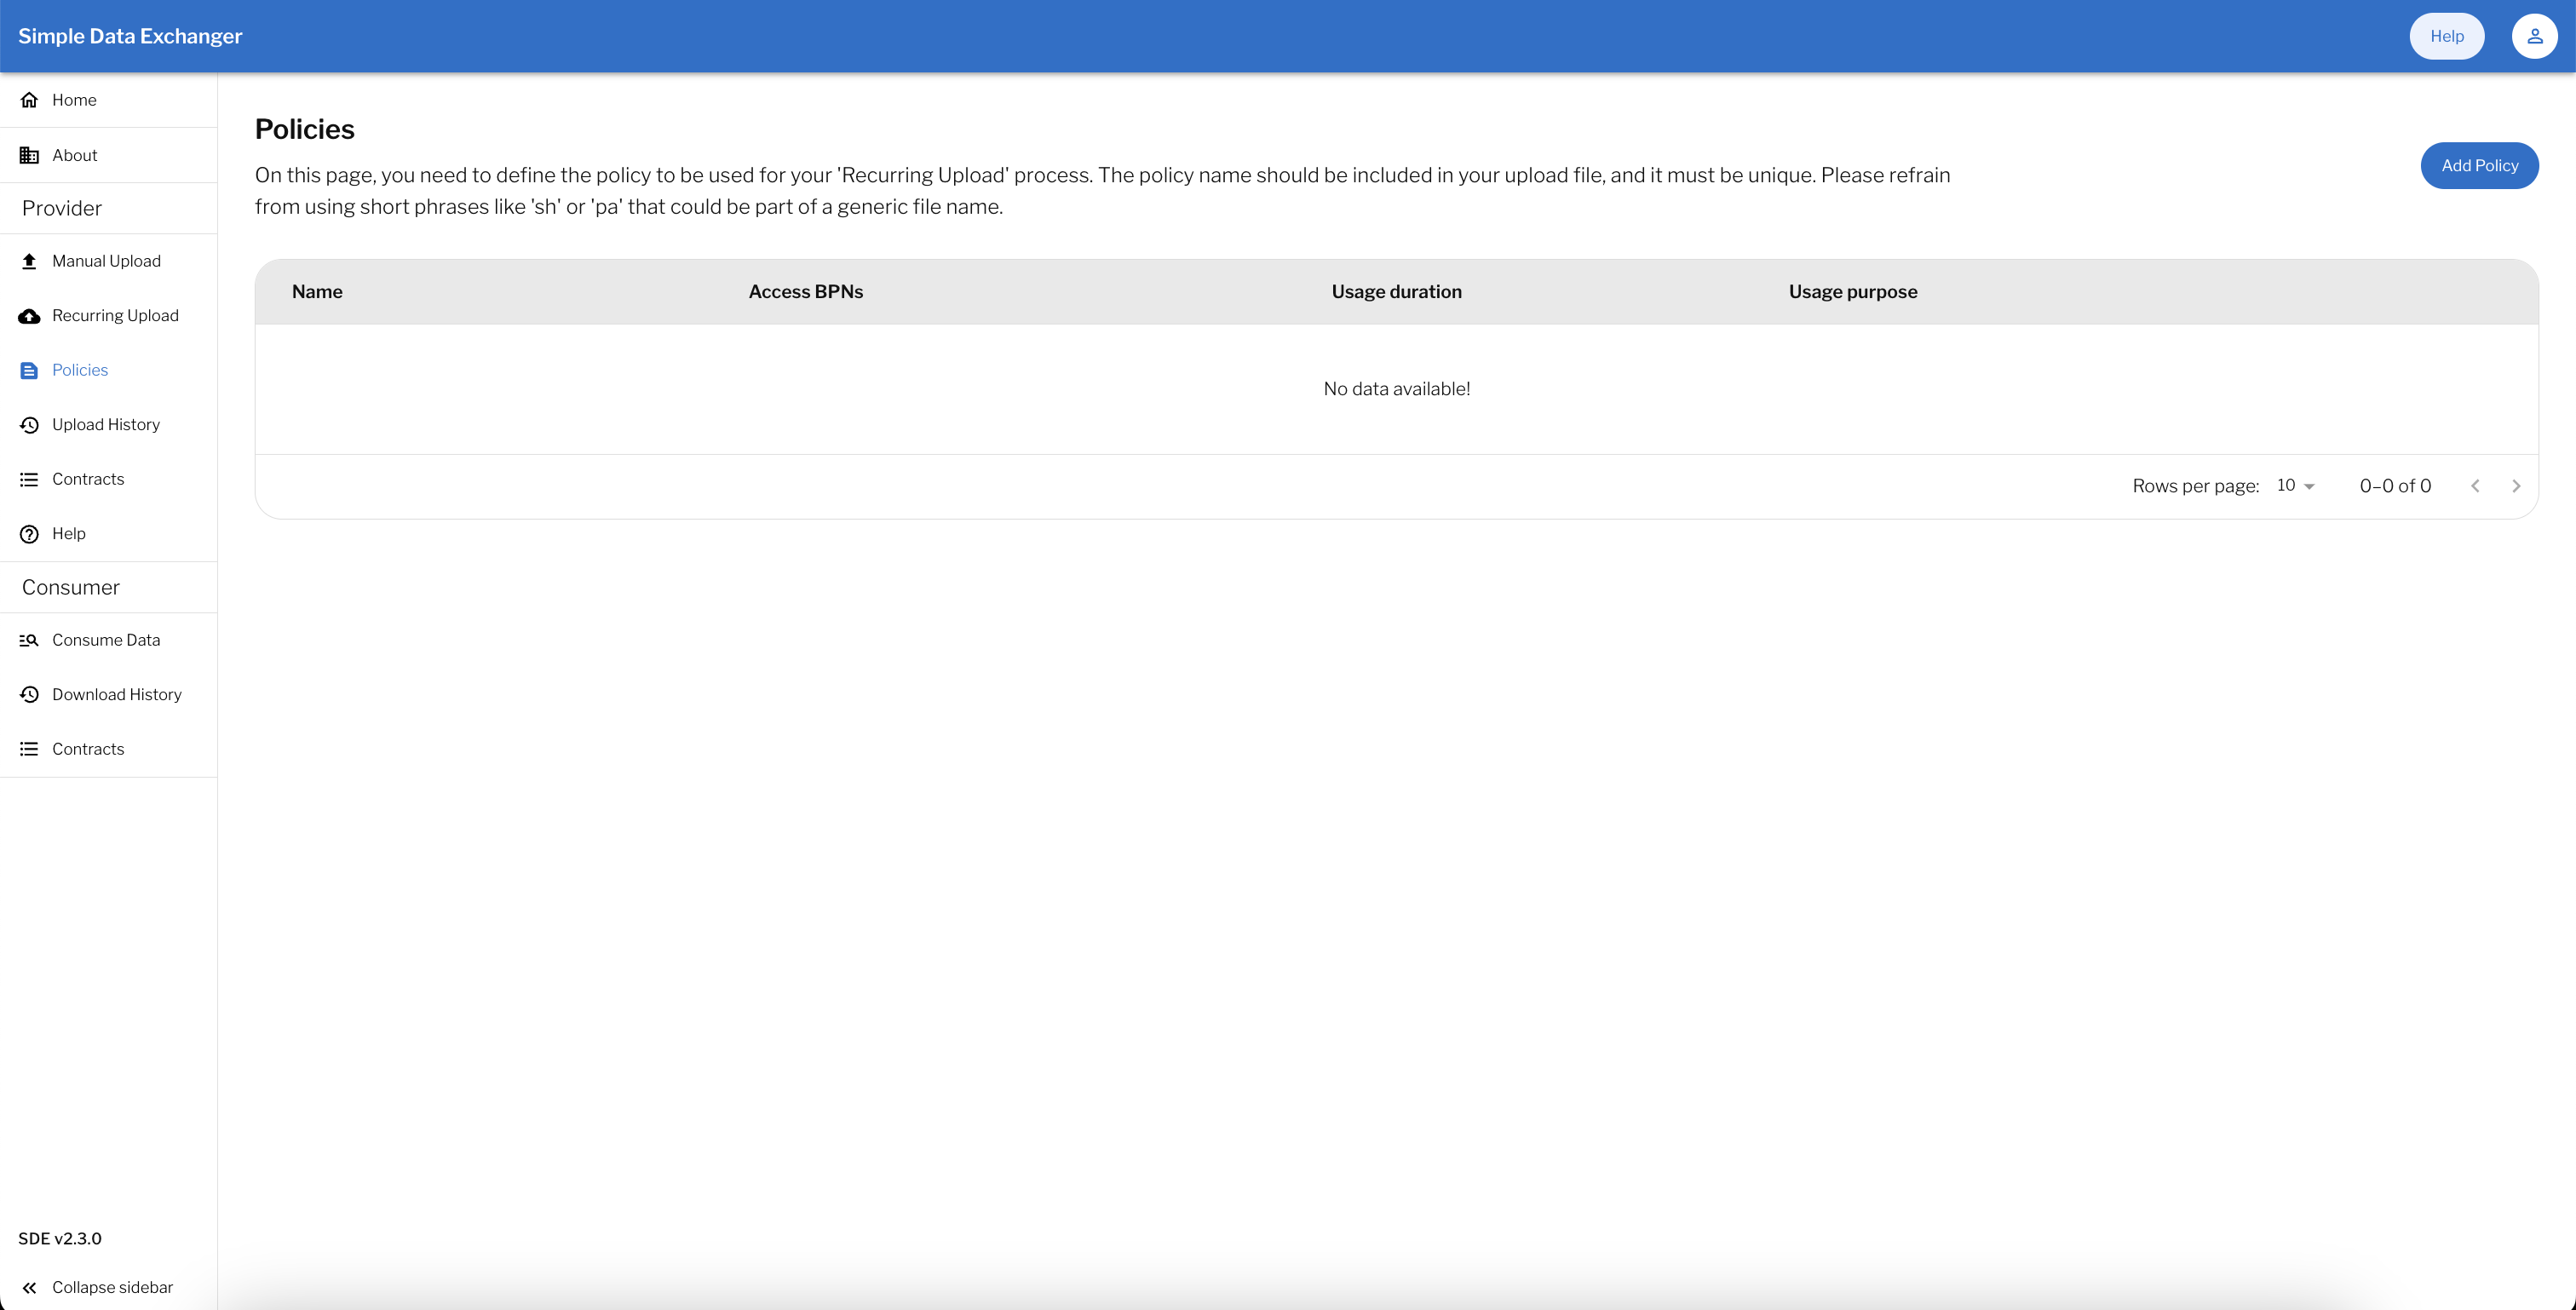 Simple Data Exchanger
Help
Home
About
Provider
Manual Upload
Recurring Upload
Policies
Upload History
Contracts
Help
Consumer
Consume Data
Download History
Contracts
SDE v2.3.0
Collapse sidebar
Policies
On this page, you need to define the policy to be used for your 'Recurring Upload' process. The policy name should be included in your upload file, and it must be unique. Please refrain
from using short phrases like 'sh' or 'pa' that could be part of a generic file name.
Add Policy
Name Access BPNs Usage duration Usage purpose
No data available!
Rows per page: 10 0–0 of 0